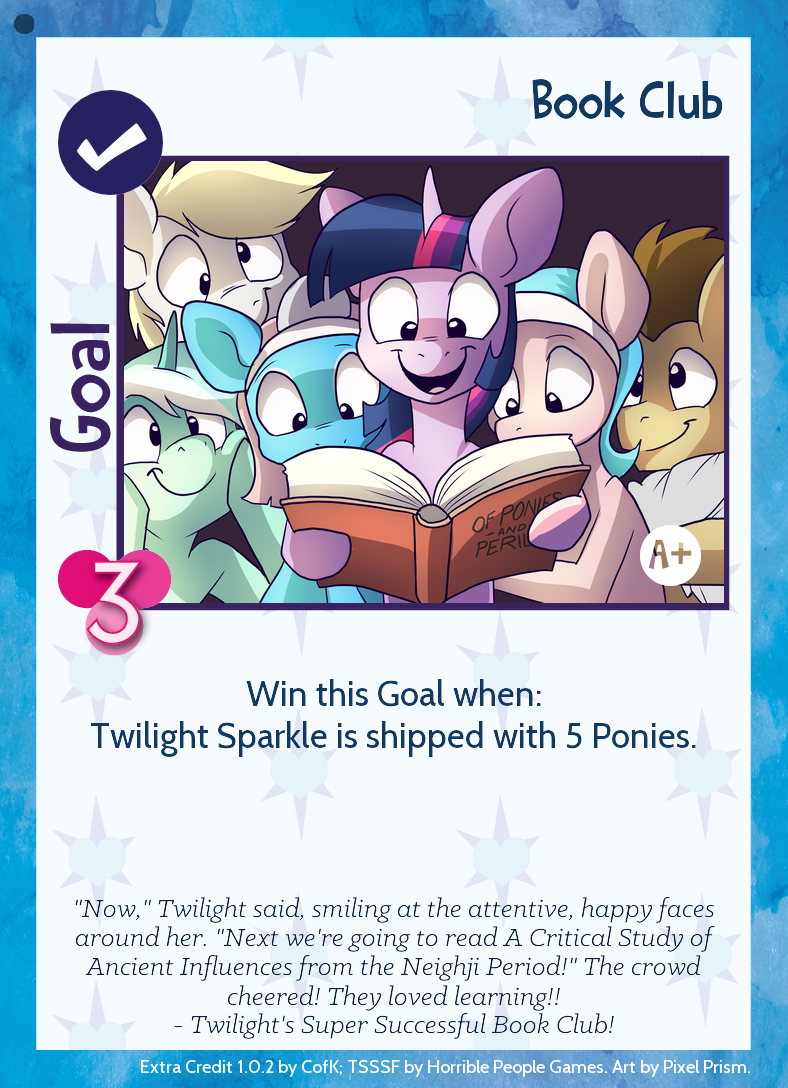 Book Club
Goal
OF PONIES
-AND-
PERIL
A+
3
Win this Goal when:
Twilight Sparkle is shipped with 5 Ponies.
"Now," Twilight said, smiling at the attentive, happy faces
around her. "Next we're going to read A Critical Study of
Ancient Influences from the Neighji Period!" The crowd
cheered! They loved learning!!
- Twilight's Super Successful Book Club!
Extra Credit 1.0.2 by CofK; TSSSF by Horrible People Games. Art by Pixel Prism.